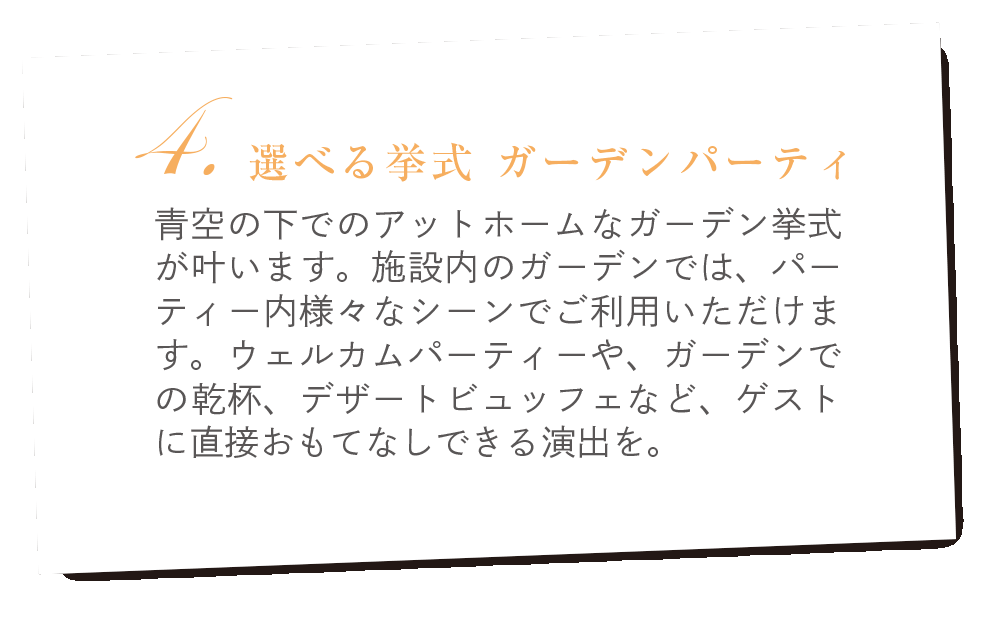 4. 選べる挙式 ガーデンパーティ
青空の下でのアットホームなガーデン挙式
が叶います。施設内のガーデンでは、パー
ティー内様々なシーンでご利用いただけま
す。ウェルカムパーティーや、ガーデンで
の乾杯、デザートビュッフェなど、ゲスト
に直接おもてなしできる演出を。